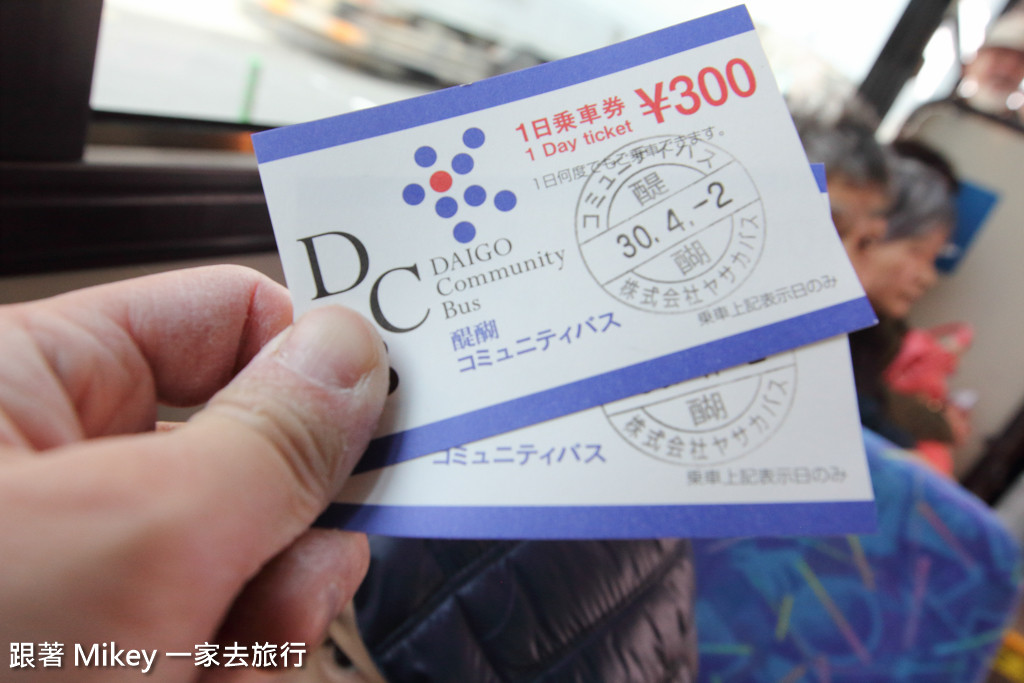 1日乗車券 ¥300
1 Day ticket
1日何度でもご乗車できます。
コミュニティバス
醍
30.4.-2
醐
株式会社ヤサカバス
DC
DAIGO
Community
Bus
醍醐
コミュニティバス
乗車上記表示日のみ
醐
株式会社ヤサカバス
コミュニティバス
乗車上記表示日のみ
跟著 Mikey 一家去旅行